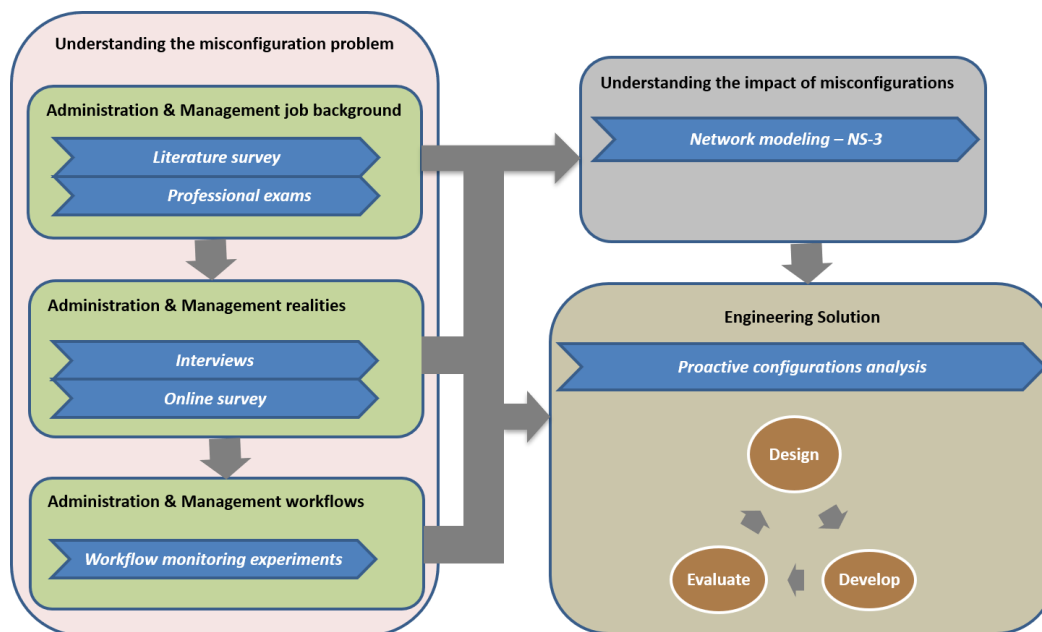 Understanding the misconfiguration problem
Administration & Management job background
Literature survey
Professional exams
Administration & Management realities
Interviews
Online survey
Administration & Management workflows
Workflow monitoring experiments
Understanding the impact of misconfigurations
Network modeling – NS-3
Engineering Solution
Proactive configurations analysis
Design
Evaluate
Develop